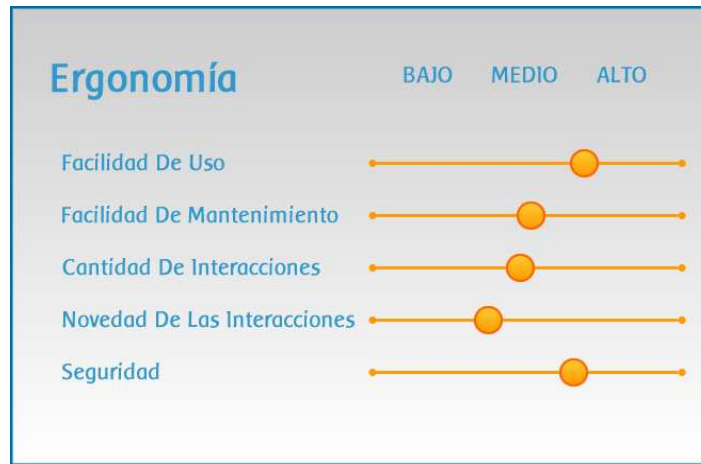 Ergonomía BAJO MEDIO ALTO
Facilidad De Uso
Facilidad De Mantenimiento
Cantidad De Interacciones
Novedad De Las Interacciones
Seguridad